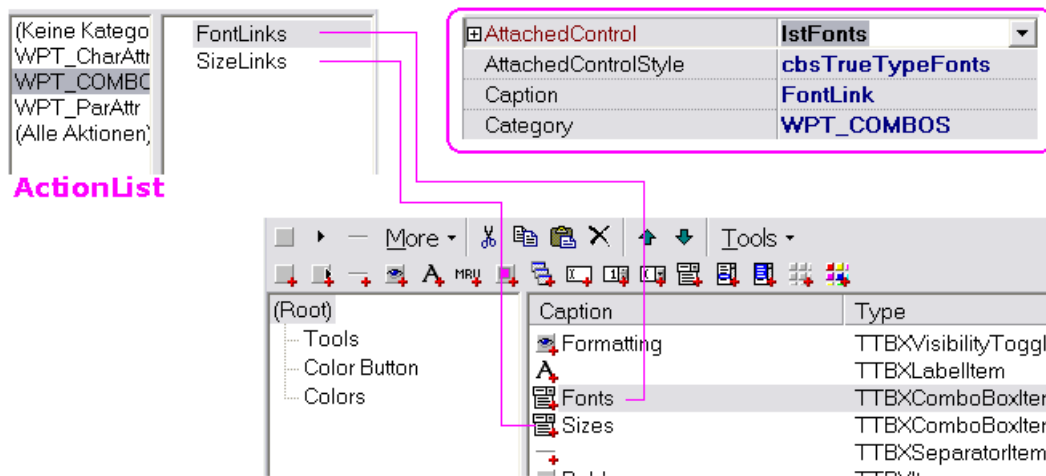 (Keine Katego
WPT_CharAttr
WPT_COMBO
WPT_ParAttr
(Alle Aktionen)
FontLinks
SizeLinks
AttachedControl lstFonts
AttachedControlStyle cbsTrueTypeFonts
Caption FontLink
Category WPT_COMBOS
ActionList
More Tools
MRU
(Root)
Tools
Color Button
Colors
Caption Type
Formatting TTBXVisibilityToggl
TTBXLabelItem
Fonts TTBXComboBoxIter
Sizes TTBXComboBoxIter
TTBXSeparatorItem